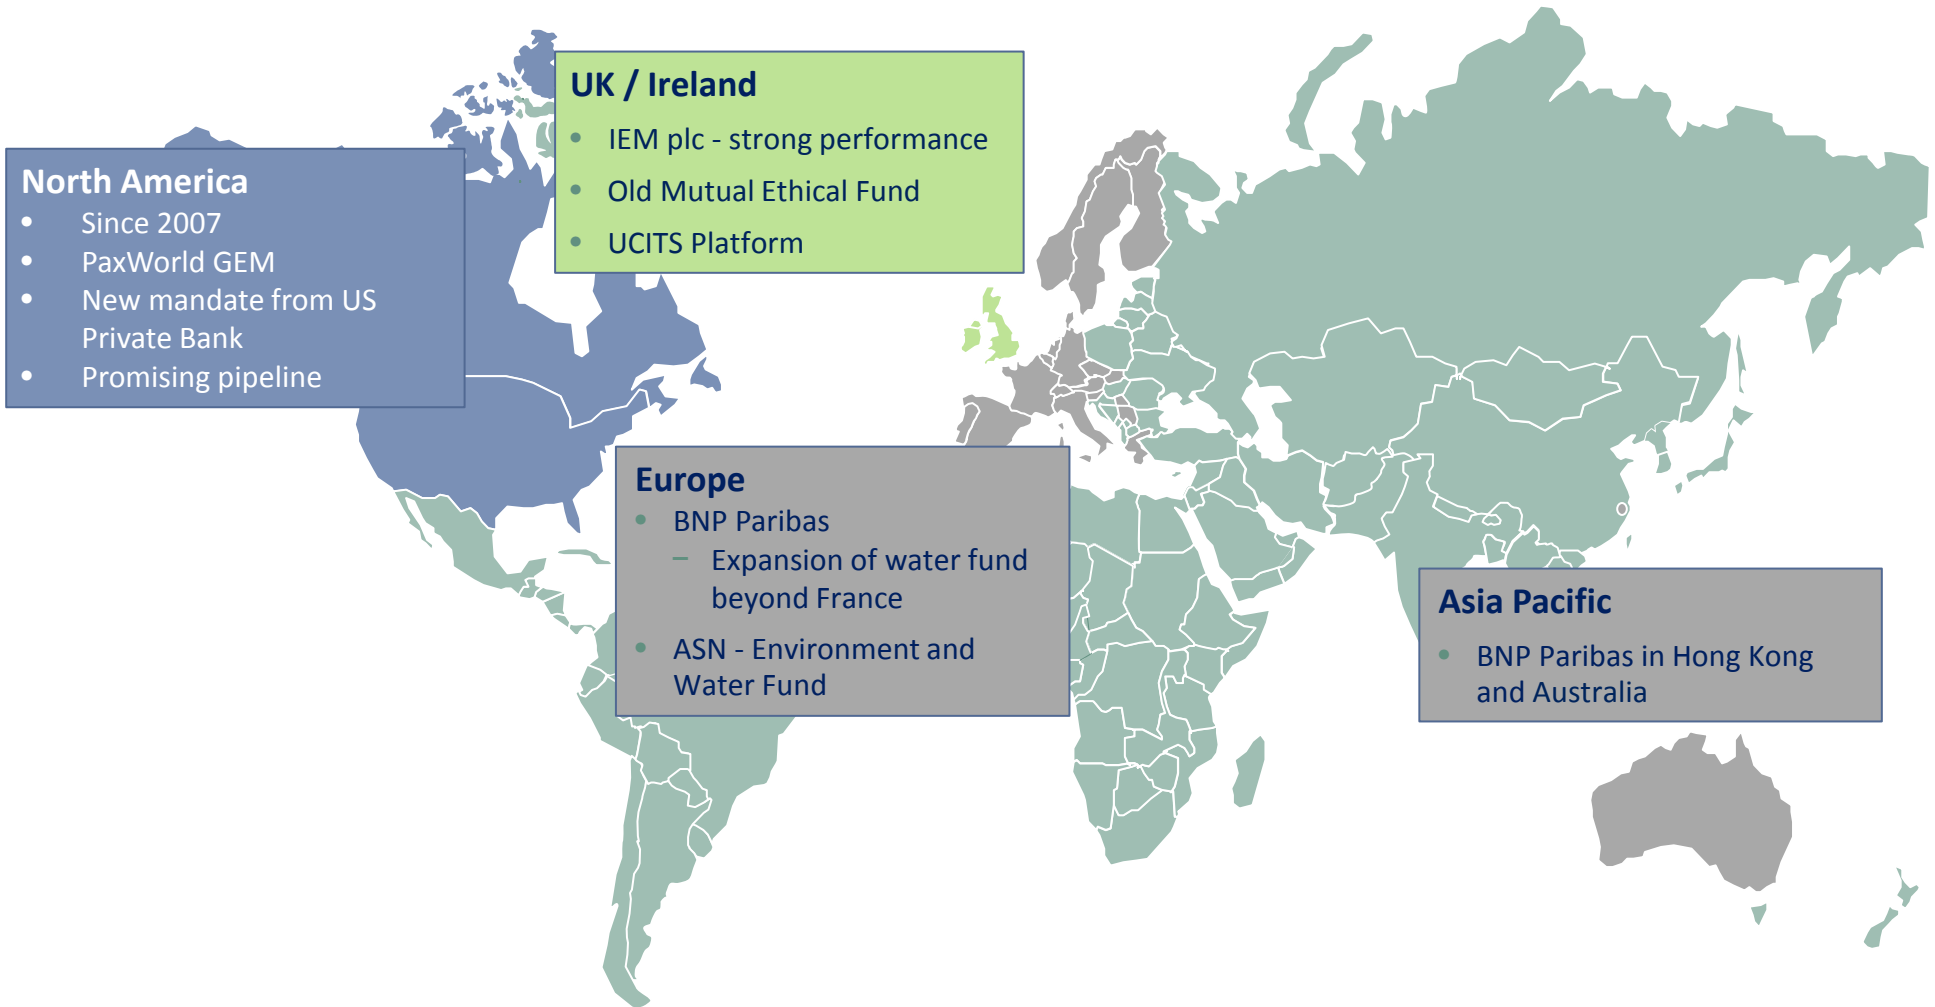 UK / Ireland
• IEM plc - strong performance
• Old Mutual Ethical Fund
• UCITS Platform
North America
• Since 2007
• PaxWorld GEM
• New mandate from US
Private Bank
• Promising pipeline
Europe
• BNP Paribas
– Expansion of water fund
beyond France
• ASN - Environment and
Water Fund
Asia Pacific
• BNP Paribas in Hong Kong
and Australia